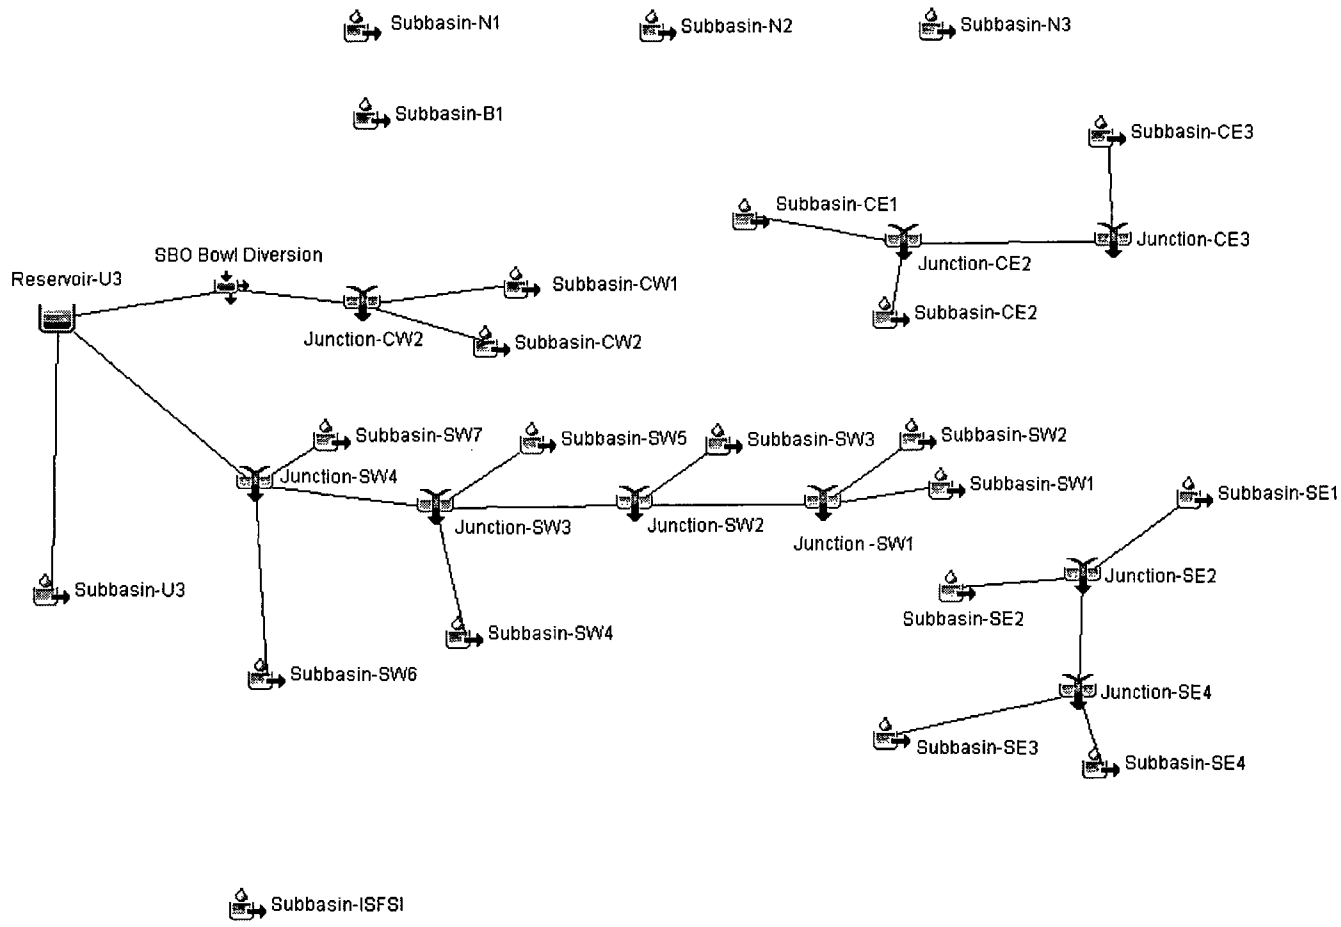 Subbasin-N1
Subbasin-N2
Subbasin-N3
Subbasin-B1
Subbasin-CE3
Subbasin-CE1
Junction-CE3
SBO Bowl Diversion
Junction-CE2
Reservoir-U3
Subbasin-CW1
Subbasin-CE2
Junction-CW2
Subbasin-CW2
Subbasin-SW7
Subbasin-SW5
Subbasin-SW3
Subbasin-SW2
Junction-SW4
Subbasin-SW1
Subbasin-SE1
Junction-SW3
Junction-SW2
Junction -SW1
Junction-SE2
Subbasin-U3
Subbasin-SE2
Subbasin-SW4
Subbasin-SW6
Junction-SE4
Subbasin-SE3
Subbasin-SE4
Subbasin-ISFSI